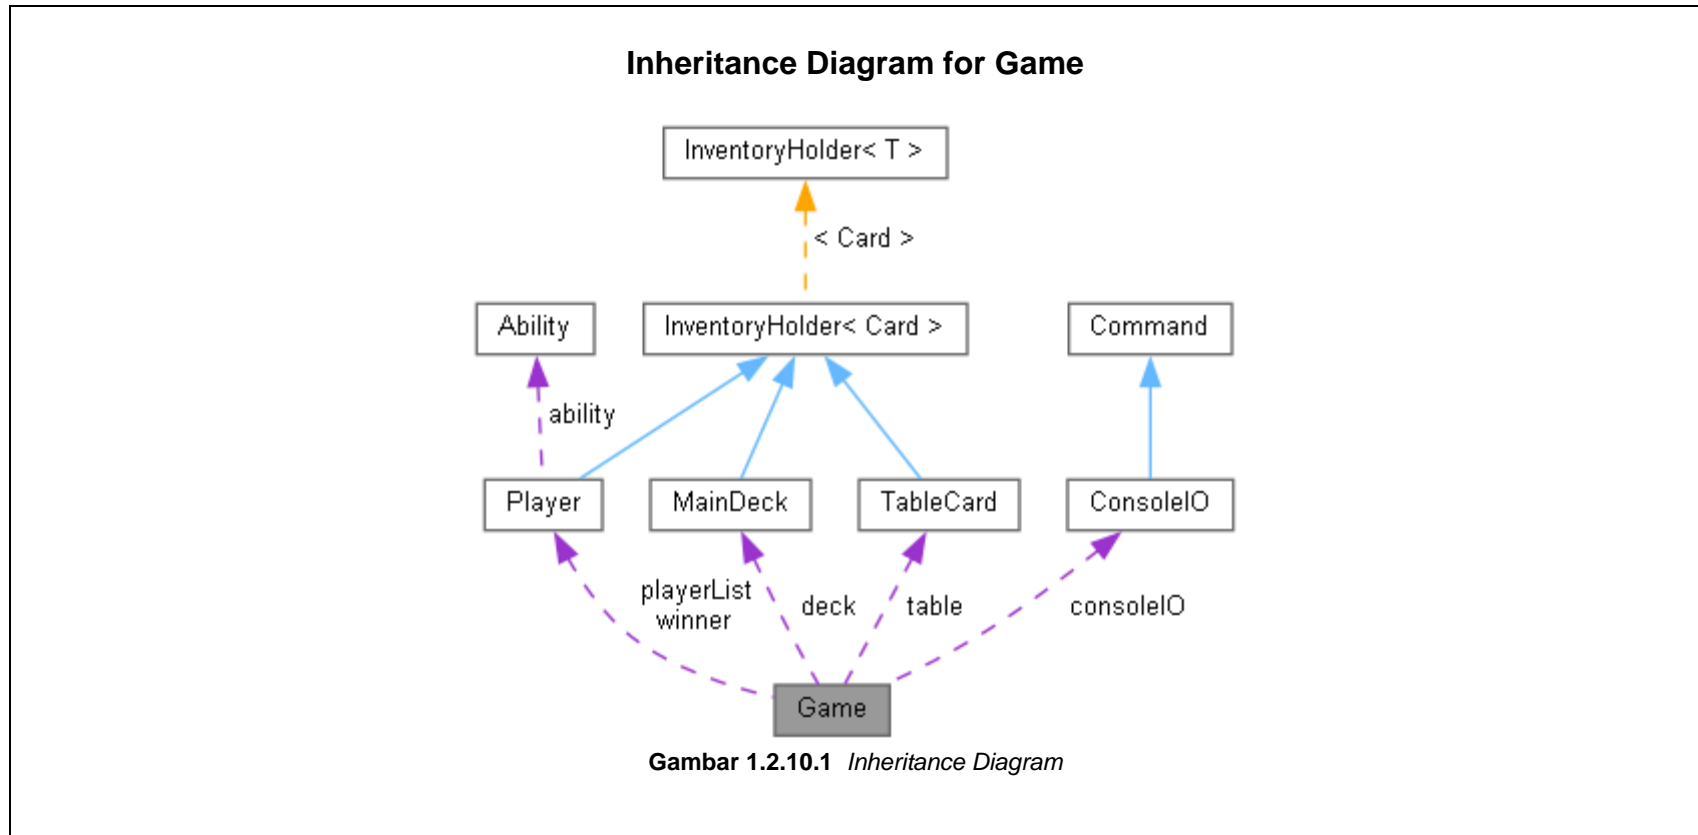 Inheritance Diagram for Game
InventoryHolder< T >
< Card >
Ability
InventoryHolder< Card >
Command
ability
Player
MainDeck
TableCard
ConsoleIO
playerList
winner
deck
table
consoleIO
Game
Gambar 1.2.10.1 Inheritance Diagram